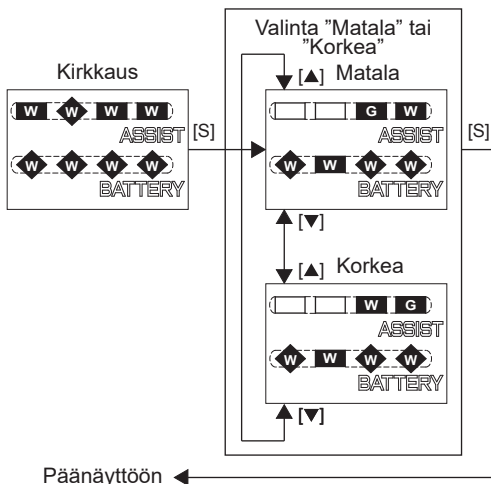 Valinta ”Matala” tai
”Korkea”
Kirkkaus
W W W W
ASSIST
W W W W
BATTERY
[S]
[▲] Matala
G W
ASSIST
W W W W
BATTERY
[S]
[▼]
[▲] Korkea
W G
ASSIST
W W W W
BATTERY
[▼]
Päänäyttöön